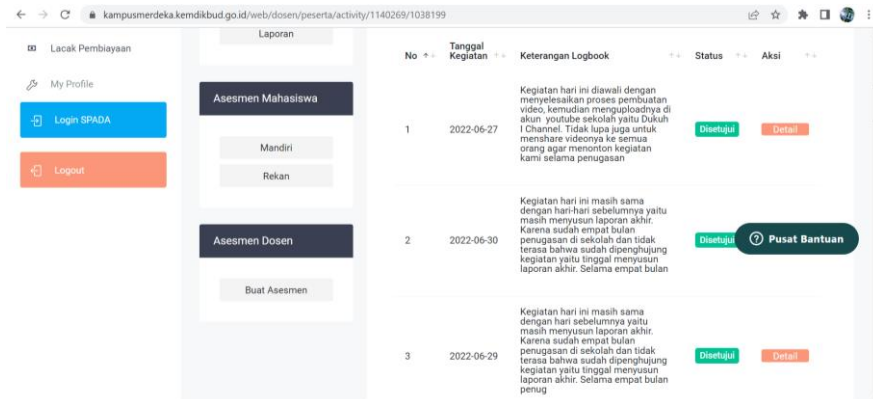 kampusmerdeka.kemdikbud.go.id/web/dosen/peserta/activity/1140269/1038199
Lacak Pembiayaan
My Profile
Login SPADA
Logout
Laporan
Asesmen Mahasiswa
Mandiri
Rekan
Asesmen Dosen
Buat Asesmen
No Tanggal Kegiatan Keterangan Logbook Status Aksi
1 2022-06-27
Kegiatan hari ini diawali dengan
menyelesaikan proses pembuatan
video, kemudian menguploadnya di
akun youtube sekolah yaitu Dukuh
I Channel. Tidak lupa juga untuk
menshare videonya ke semua
orang agar menonton kegiatan
kami selama penugasan
Disetujui Detail
2 2022-06-30
Kegiatan hari ini masih sama
dengan hari-hari sebelumnya yaitu
masih menyusun laporan akhir.
Karena sudah empat bulan
penugasan di sekolah dan tidak
terasa bahwa sudah dipenghujung
kegiatan yaitu tinggal menyusun
laporan akhir. Selama empat bulan
Disetujui
Pusat Bantuan
3 2022-06-29
Kegiatan hari ini masih sama
dengan hari sebelumnya yaitu
masih menyusun laporan akhir.
Karena sudah empat bulan
penugasan di sekolah dan tidak
terasa bahwa sudah dipenghujung
kegiatan yaitu tinggal menyusun
laporan akhir. Selama empat bulan
penug
Disetujui Detail